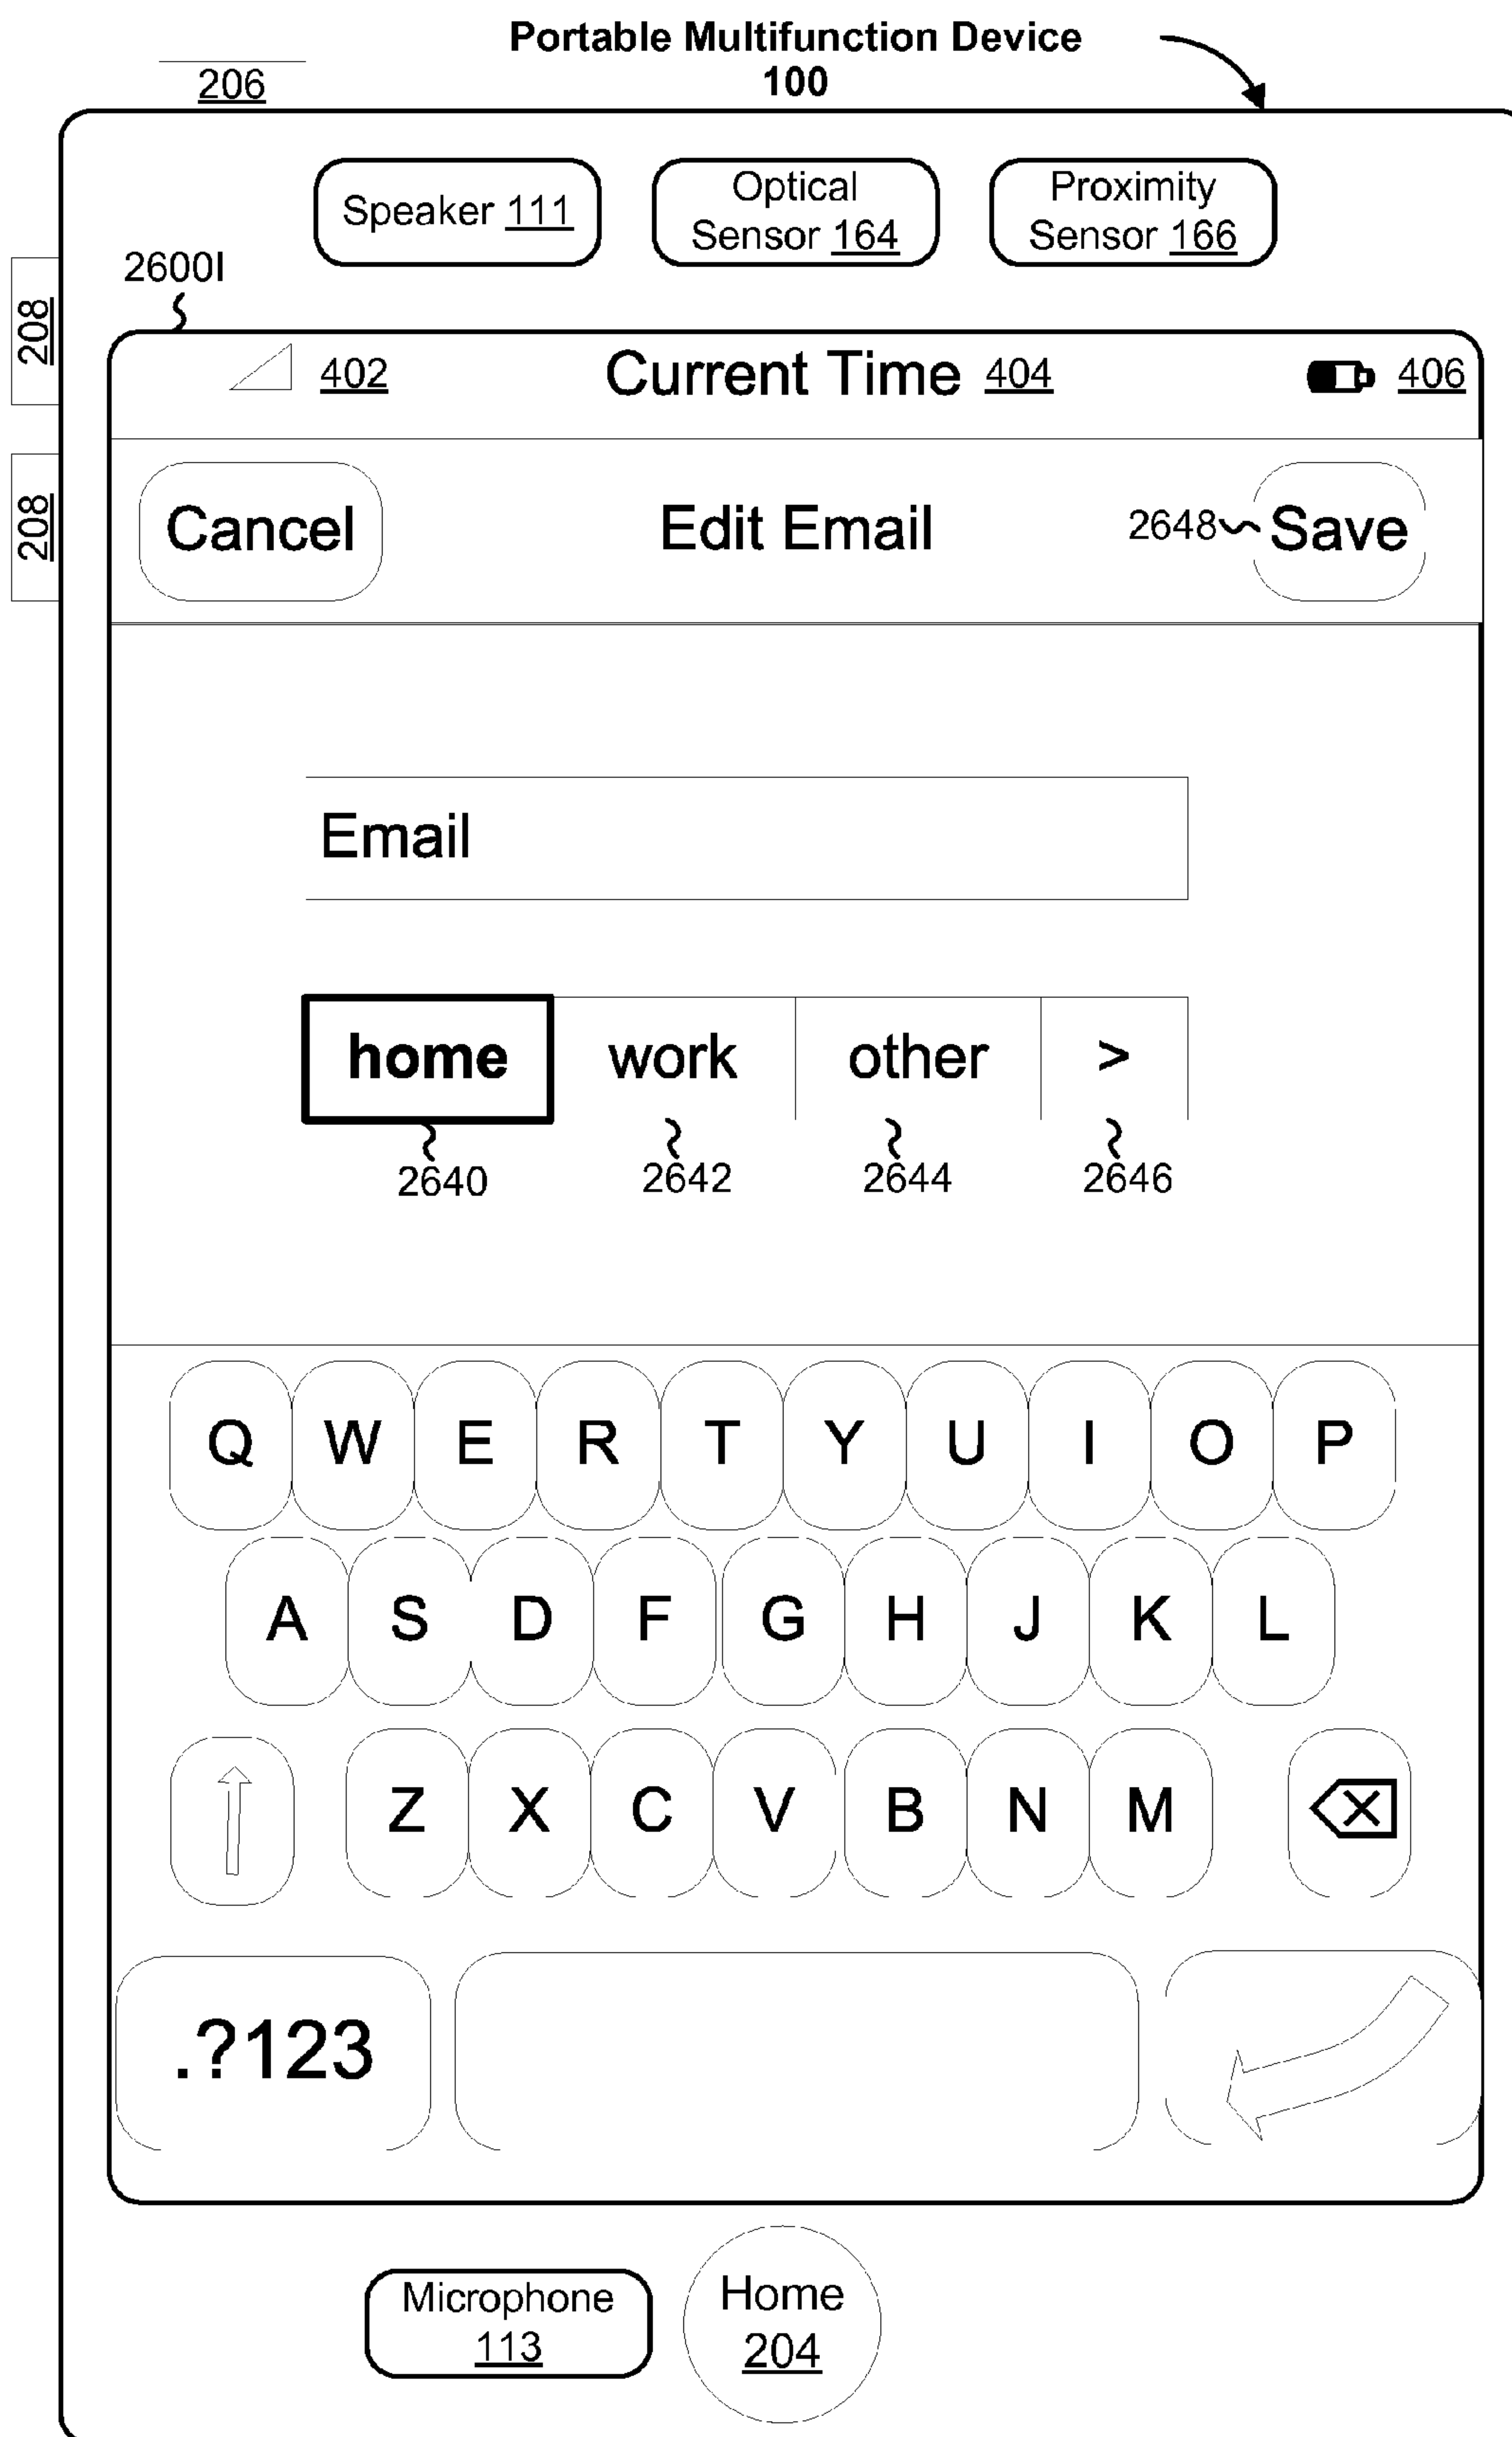 Portable Multifunction Device
100
206
Speaker 111
Optical
Sensor 164
Proximity
Sensor 166
2600I
208
402
Current Time 404
406
208
Cancel
Edit Email
2648
Save
Email
home
work
other
>
2640
2642
2644
2646
Q W E R T Y U I O P
A S D F G H J K L
Z X C V B N M
.?123
Microphone
113
Home
204